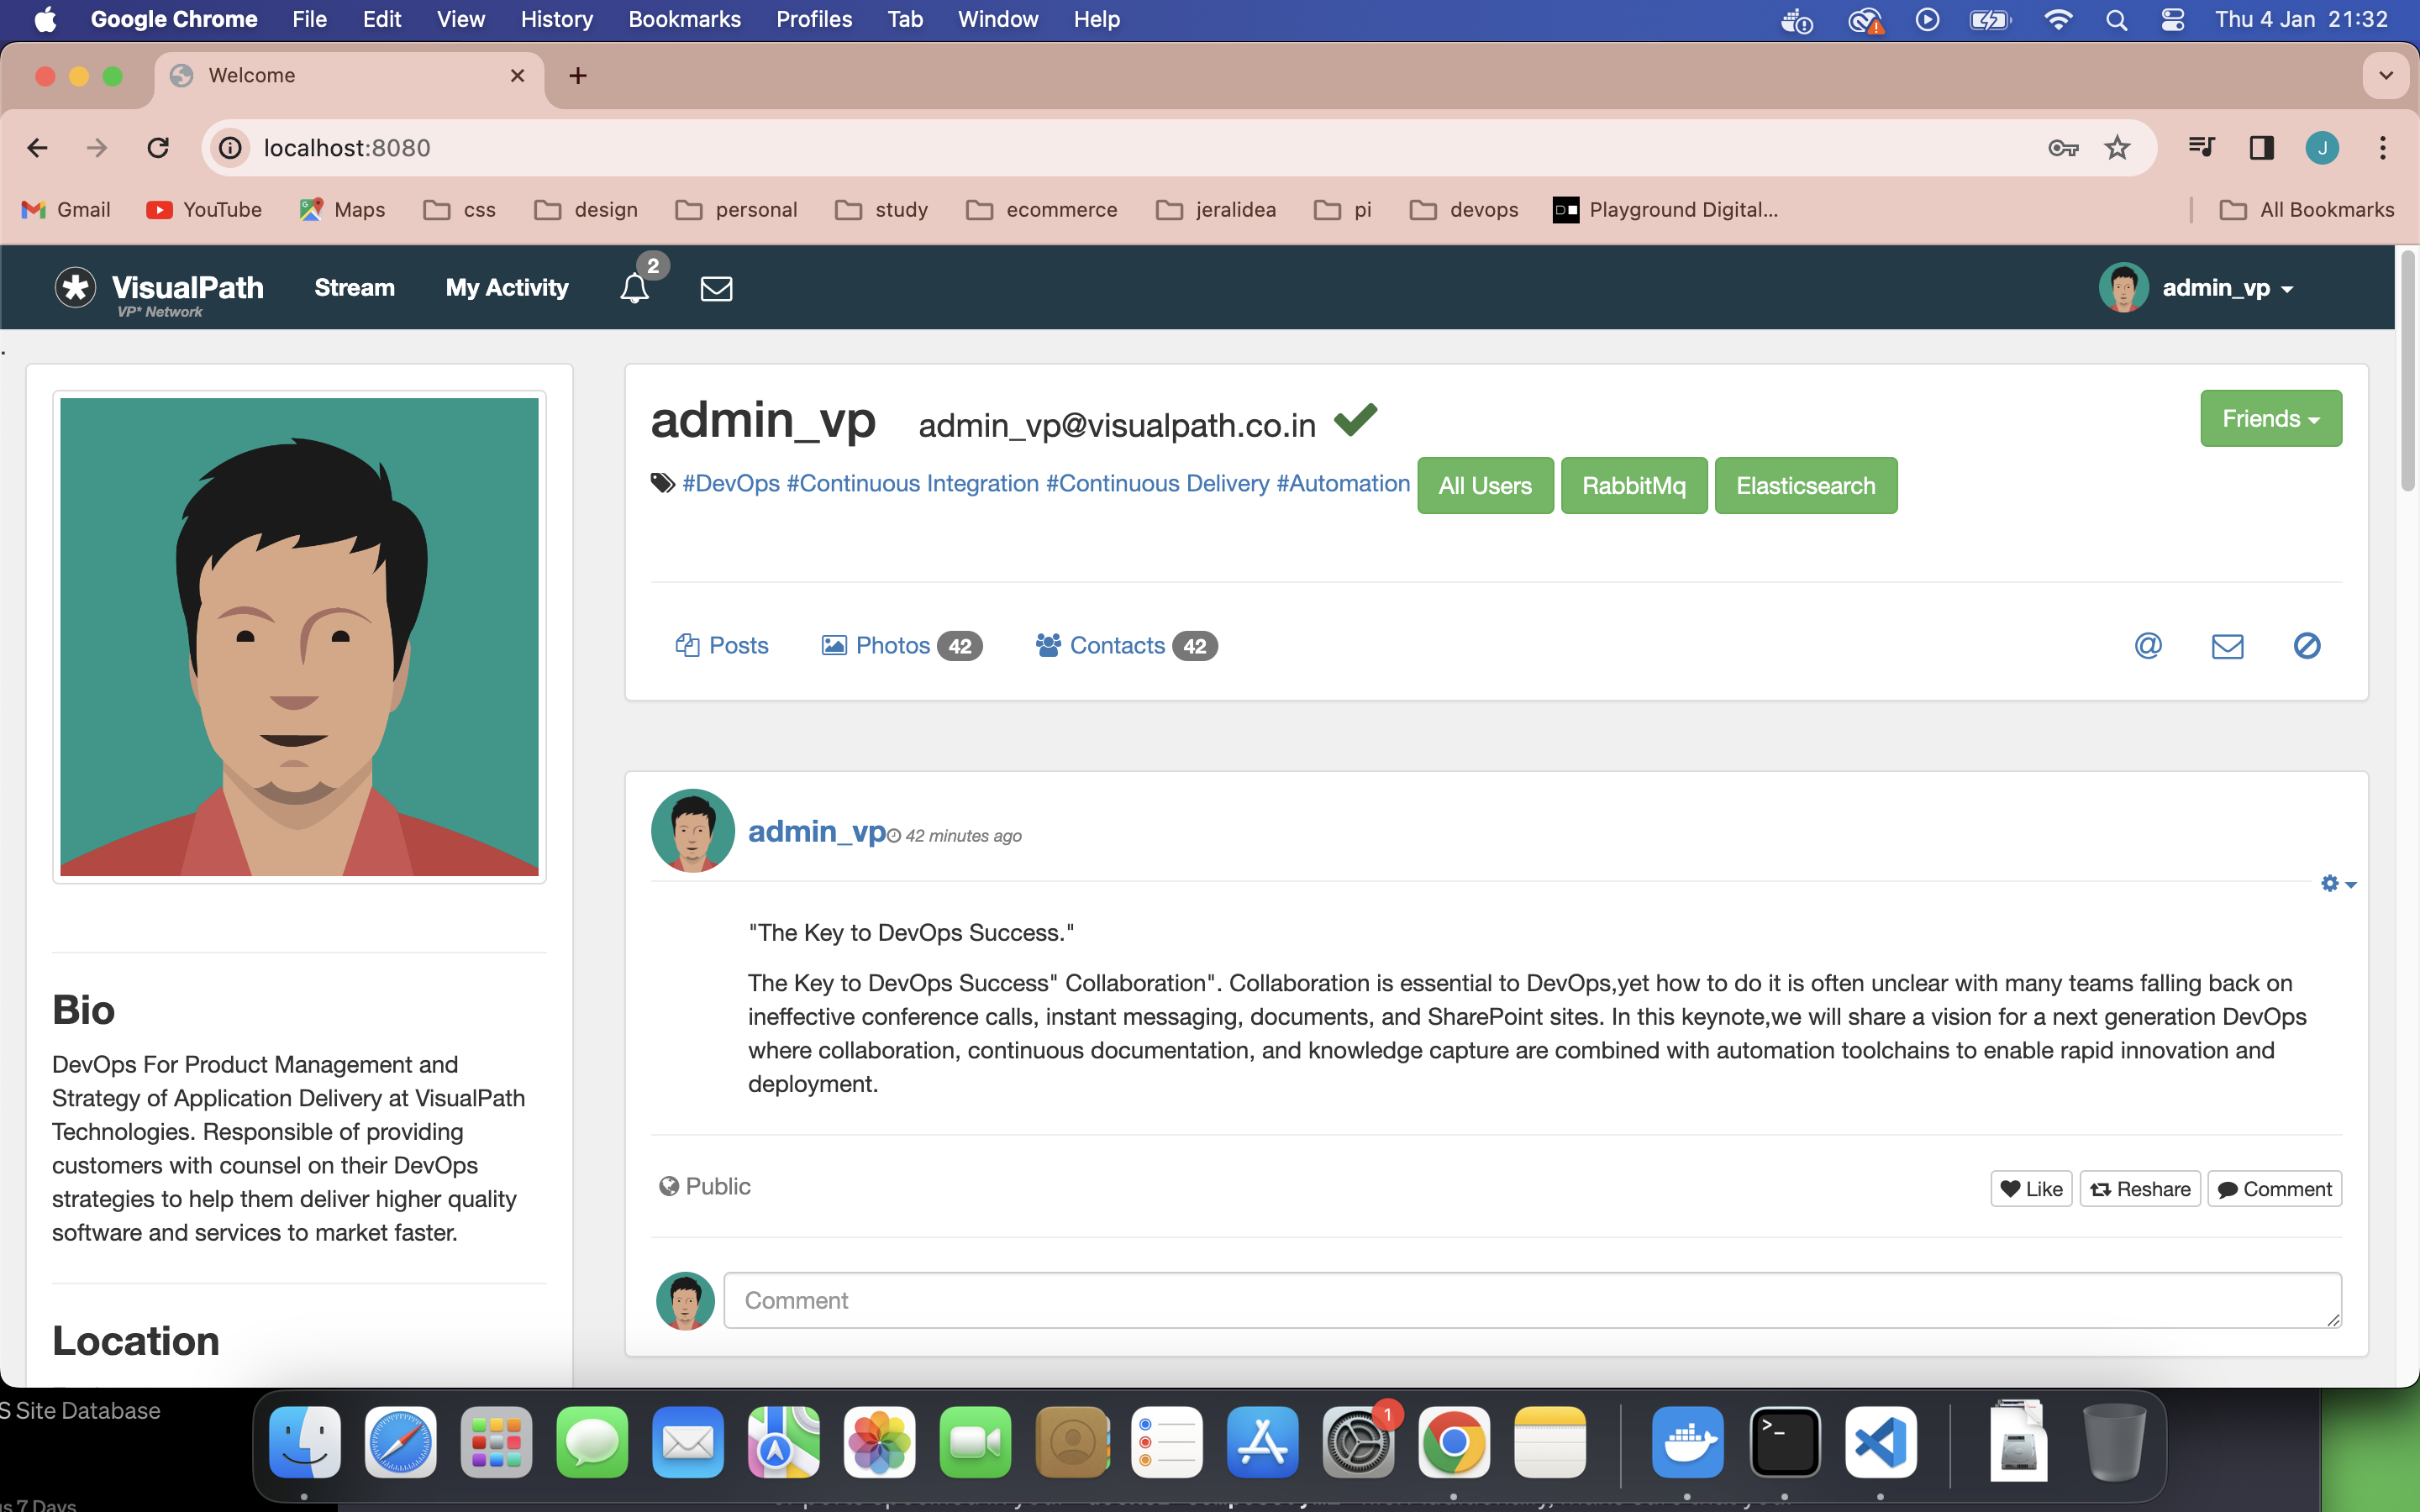 Google Chrome File Edit View History Bookmarks Profiles Tab Window Help Thu 4 Jan 21:32
Welcome
localhost:8080 J
Gmail YouTube Maps css design personal study ecommerce jeralidea pi devops Playground Digital... All Bookmarks
VisualPath Stream My Activity 2 admin_vp
VP* Network
.
admin_vp admin_vp@visualpath.co.in Friends
#DevOps #Continuous Integration #Continuous Delivery #Automation All Users RabbitMq Elasticsearch
Posts Photos 42 Contacts 42
admin_vp 42 minutes ago
"The Key to DevOps Success."
The Key to DevOps Success" Collaboration". Collaboration is essential to DevOps,yet how to do it is often unclear with many teams falling back on
ineffective conference calls, instant messaging, documents, and SharePoint sites. In this keynote,we will share a vision for a next generation DevOps
where collaboration, continuous documentation, and knowledge capture are combined with automation toolchains to enable rapid innovation and
deployment.
Public Like Reshare Comment
Comment
Bio
DevOps For Product Management and
Strategy of Application Delivery at VisualPath
Technologies. Responsible of providing
customers with counsel on their DevOps
strategies to help them deliver higher quality
software and services to market faster.
Location
S Site Database
1
s 7 Days